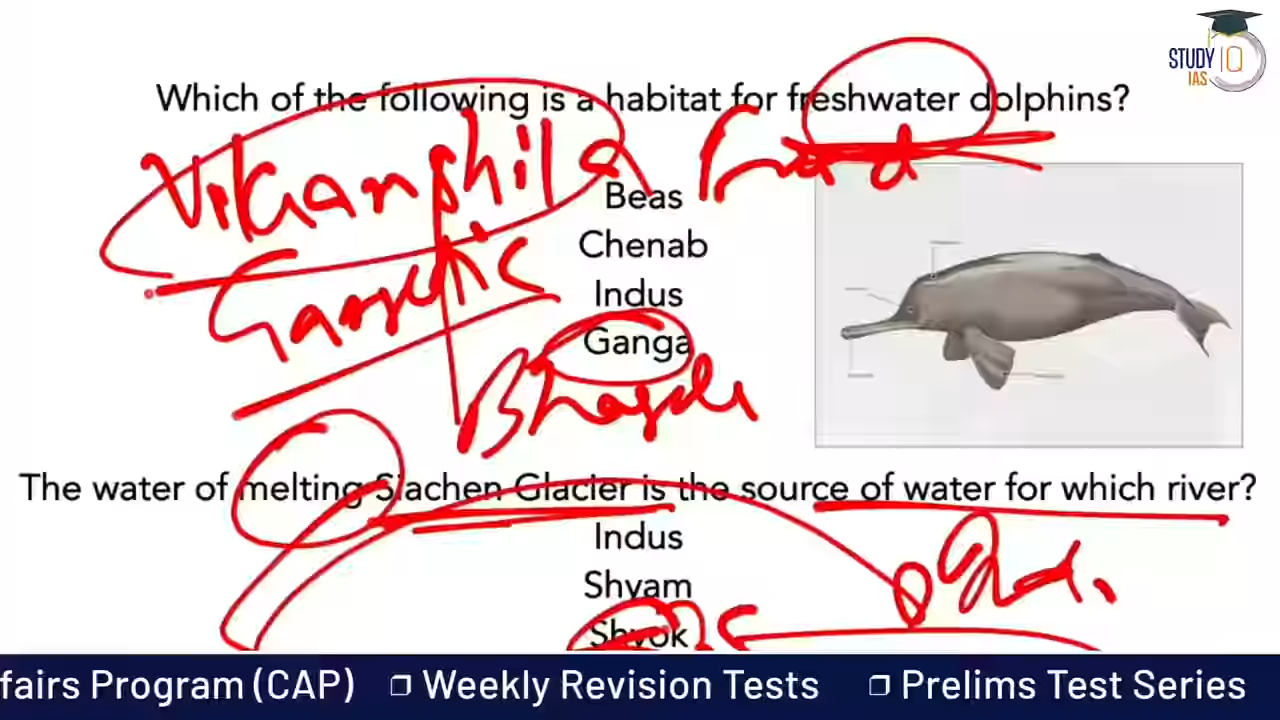 STUDY IQ
IAS
Which of the following is a habitat for freshwater dolphins?
Beas
Chenab
Indus
Ganga
The water of melting Siachen Glacier is the source of water for which river?
Indus
Shyam
Shyok
fairs Program (CAP) ❐ Weekly Revision Tests ❐ Prelims Test Series